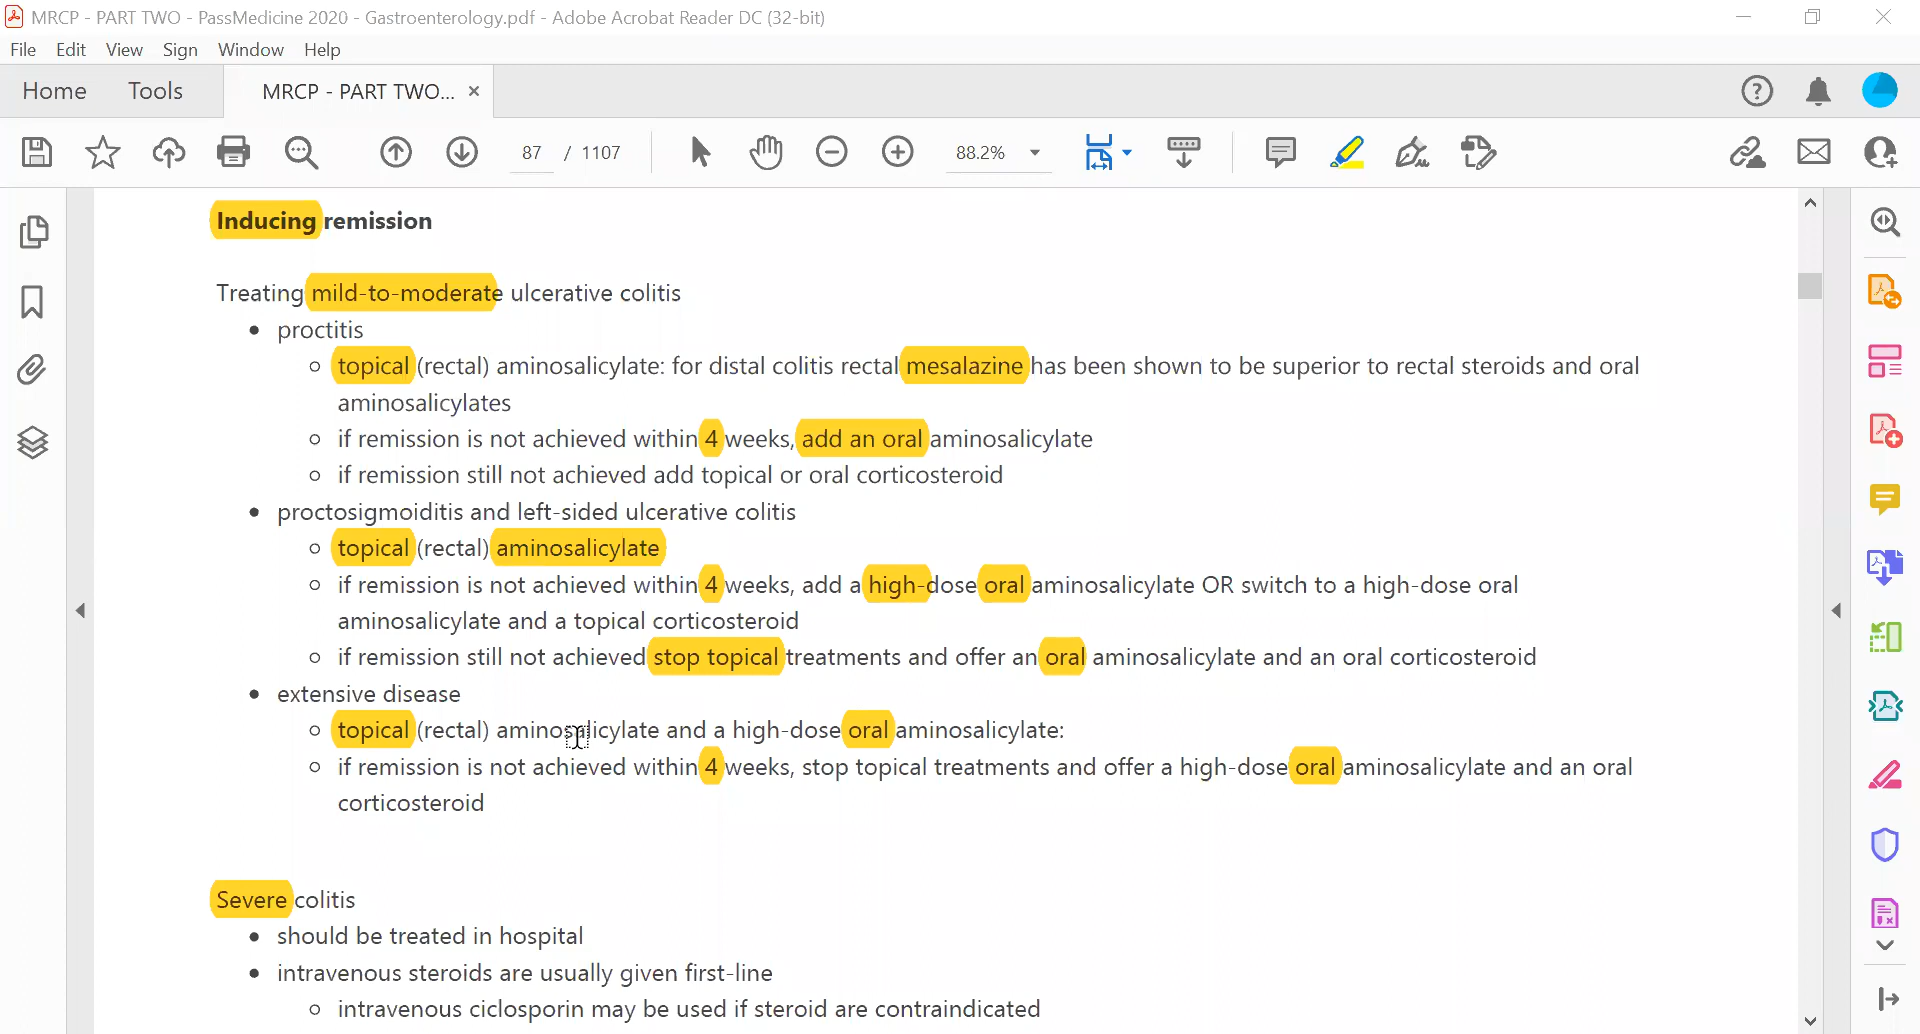 MRCP - PART TWO - PassMedicine 2020 - Gastroenterology.pdf - Adobe Acrobat Reader DC (32-bit)
File Edit View Sign Window Help
Home Tools MRCP - PART TWO... ×
87 / 1107 88.2%
Inducing remission
Treating mild-to-moderate ulcerative colitis
• proctitis
o topical (rectal) aminosalicylate: for distal colitis rectal mesalazine has been shown to be superior to rectal steroids and oral
aminosalicylates
o if remission is not achieved within 4 weeks, add an oral aminosalicylate
o if remission still not achieved add topical or oral corticosteroid
• proctosigmoiditis and left-sided ulcerative colitis
o topical (rectal) aminosalicylate
o if remission is not achieved within 4 weeks, add a high-dose oral aminosalicylate OR switch to a high-dose oral
aminosalicylate and a topical corticosteroid
o if remission still not achieved stop topical treatments and offer an oral aminosalicylate and an oral corticosteroid
• extensive disease
o topical (rectal) aminosalicylate and a high-dose oral aminosalicylate:
o if remission is not achieved within 4 weeks, stop topical treatments and offer a high-dose oral aminosalicylate and an oral
corticosteroid
Severe colitis
• should be treated in hospital
• intravenous steroids are usually given first-line
o intravenous ciclosporin may be used if steroid are contraindicated